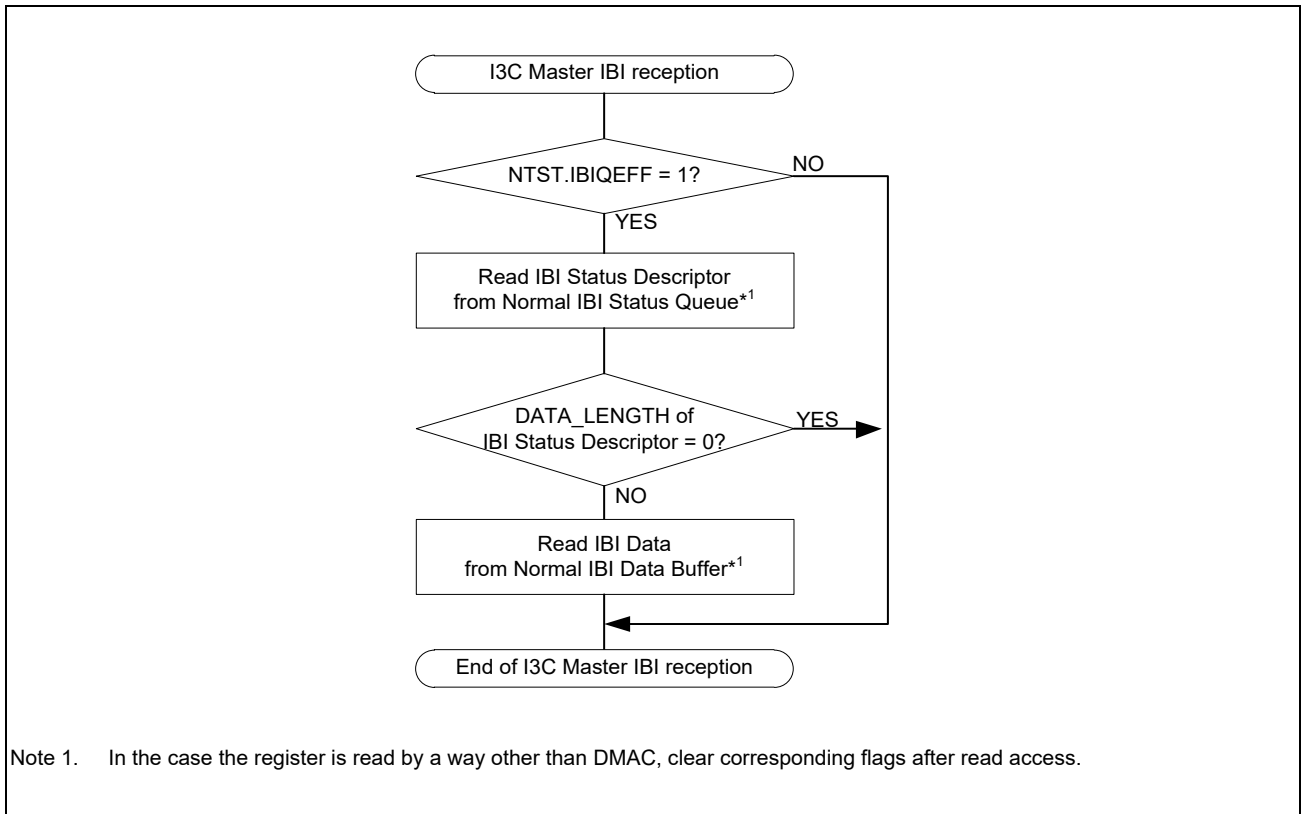 I3C Master IBI reception
NTST.IBIQEFF = 1?
NO
YES
Read IBI Status Descriptor
from Normal IBI Status Queue*1
DATA_LENGTH of
IBI Status Descriptor = 0?
YES
NO
Read IBI Data
from Normal IBI Data Buffer*1
End of I3C Master IBI reception
Note 1. In the case the register is read by a way other than DMAC, clear corresponding flags after read access.